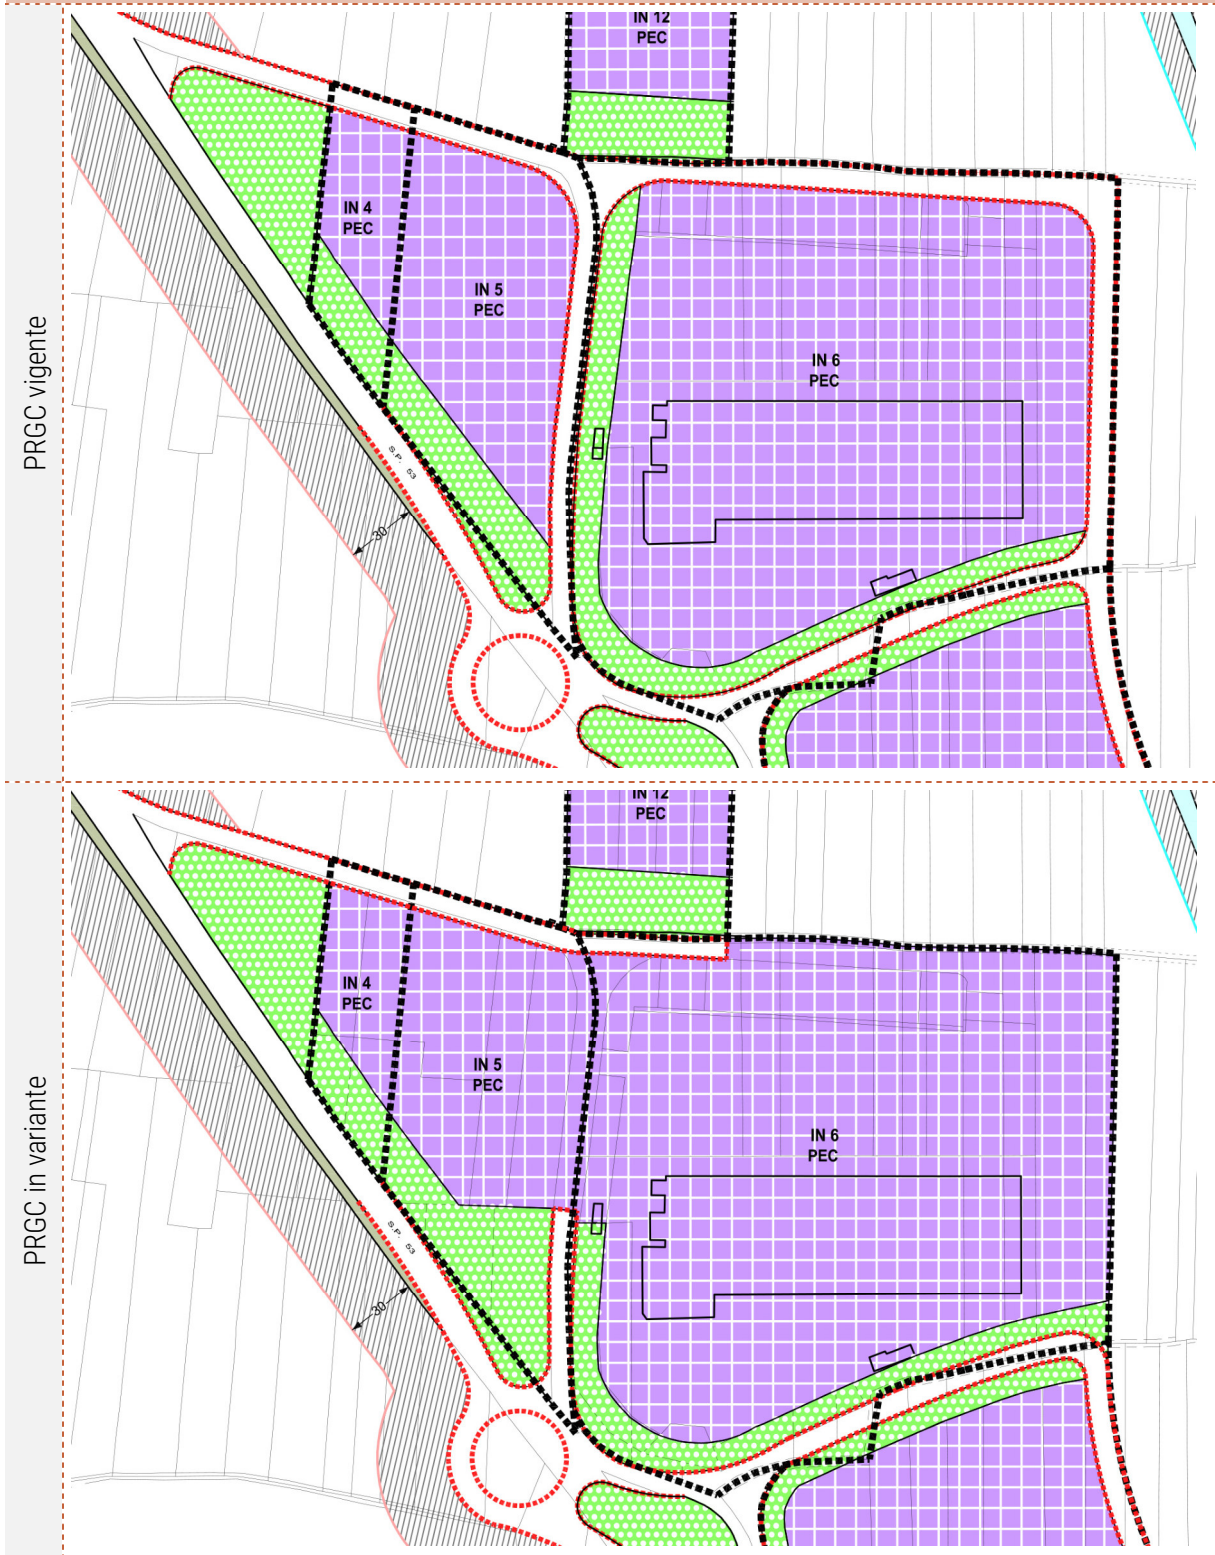 PRGC vigente
IN 12
PEC
IN 4
PEC
IN 5
PEC
IN 6
PEC
S.P. 53
30
PRGC in variante
IN 12
PEC
IN 4
PEC
IN 5
PEC
IN 6
PEC
S.P. 53
30